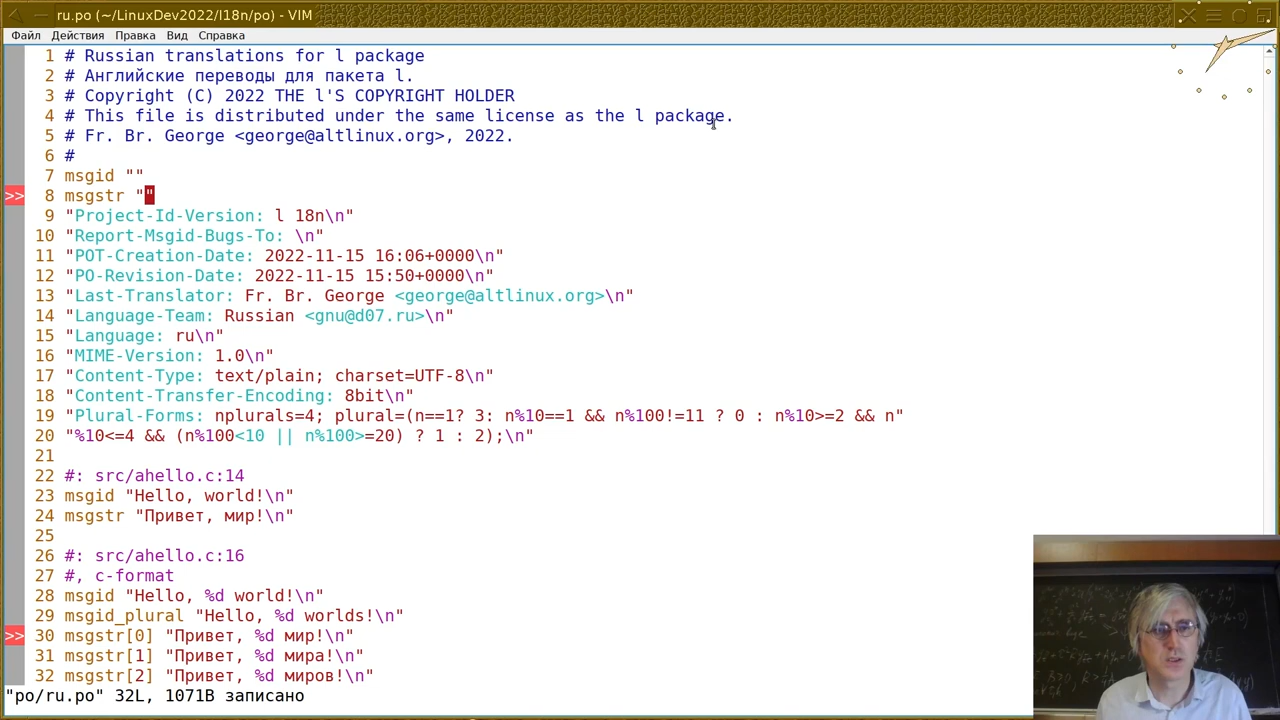 ru.po (~/LinuxDev2022/l18n/po) - VIM
Файл Действия Правка Вид Справка
1 # Russian translations for l package
2 # Английские переводы для пакета l.
3 # Copyright (C) 2022 THE l'S COPYRIGHT HOLDER
4 # This file is distributed under the same license as the l package.
5 # Fr. Br. George <george@altlinux.org>, 2022.
6 #
7 msgid ""
>> 8 msgstr ""
9 "Project-Id-Version: l 18n\n"
10 "Report-Msgid-Bugs-To: \n"
11 "POT-Creation-Date: 2022-11-15 16:06+0000\n"
12 "PO-Revision-Date: 2022-11-15 15:50+0000\n"
13 "Last-Translator: Fr. Br. George <george@altlinux.org>\n"
14 "Language-Team: Russian <gnu@d07.ru>\n"
15 "Language: ru\n"
16 "MIME-Version: 1.0\n"
17 "Content-Type: text/plain; charset=UTF-8\n"
18 "Content-Transfer-Encoding: 8bit\n"
19 "Plural-Forms: nplurals=4; plural=(n==1? 3: n%10==1 && n%100!=11 ? 0 : n%10>=2 && n"
20 "%10<=4 && (n%100<10 || n%100>=20) ? 1 : 2);\n"
21
22 #: src/ahello.c:14
23 msgid "Hello, world!\n"
24 msgstr "Привет, мир!\n"
25
26 #: src/ahello.c:16
27 #, c-format
28 msgid "Hello, %d world!\n"
29 msgid_plural "Hello, %d worlds!\n"
>> 30 msgstr[0] "Привет, %d мир!\n"
31 msgstr[1] "Привет, %d мира!\n"
32 msgstr[2] "Привет, %d миров!\n"
"po/ru.po" 32L, 1071B записано